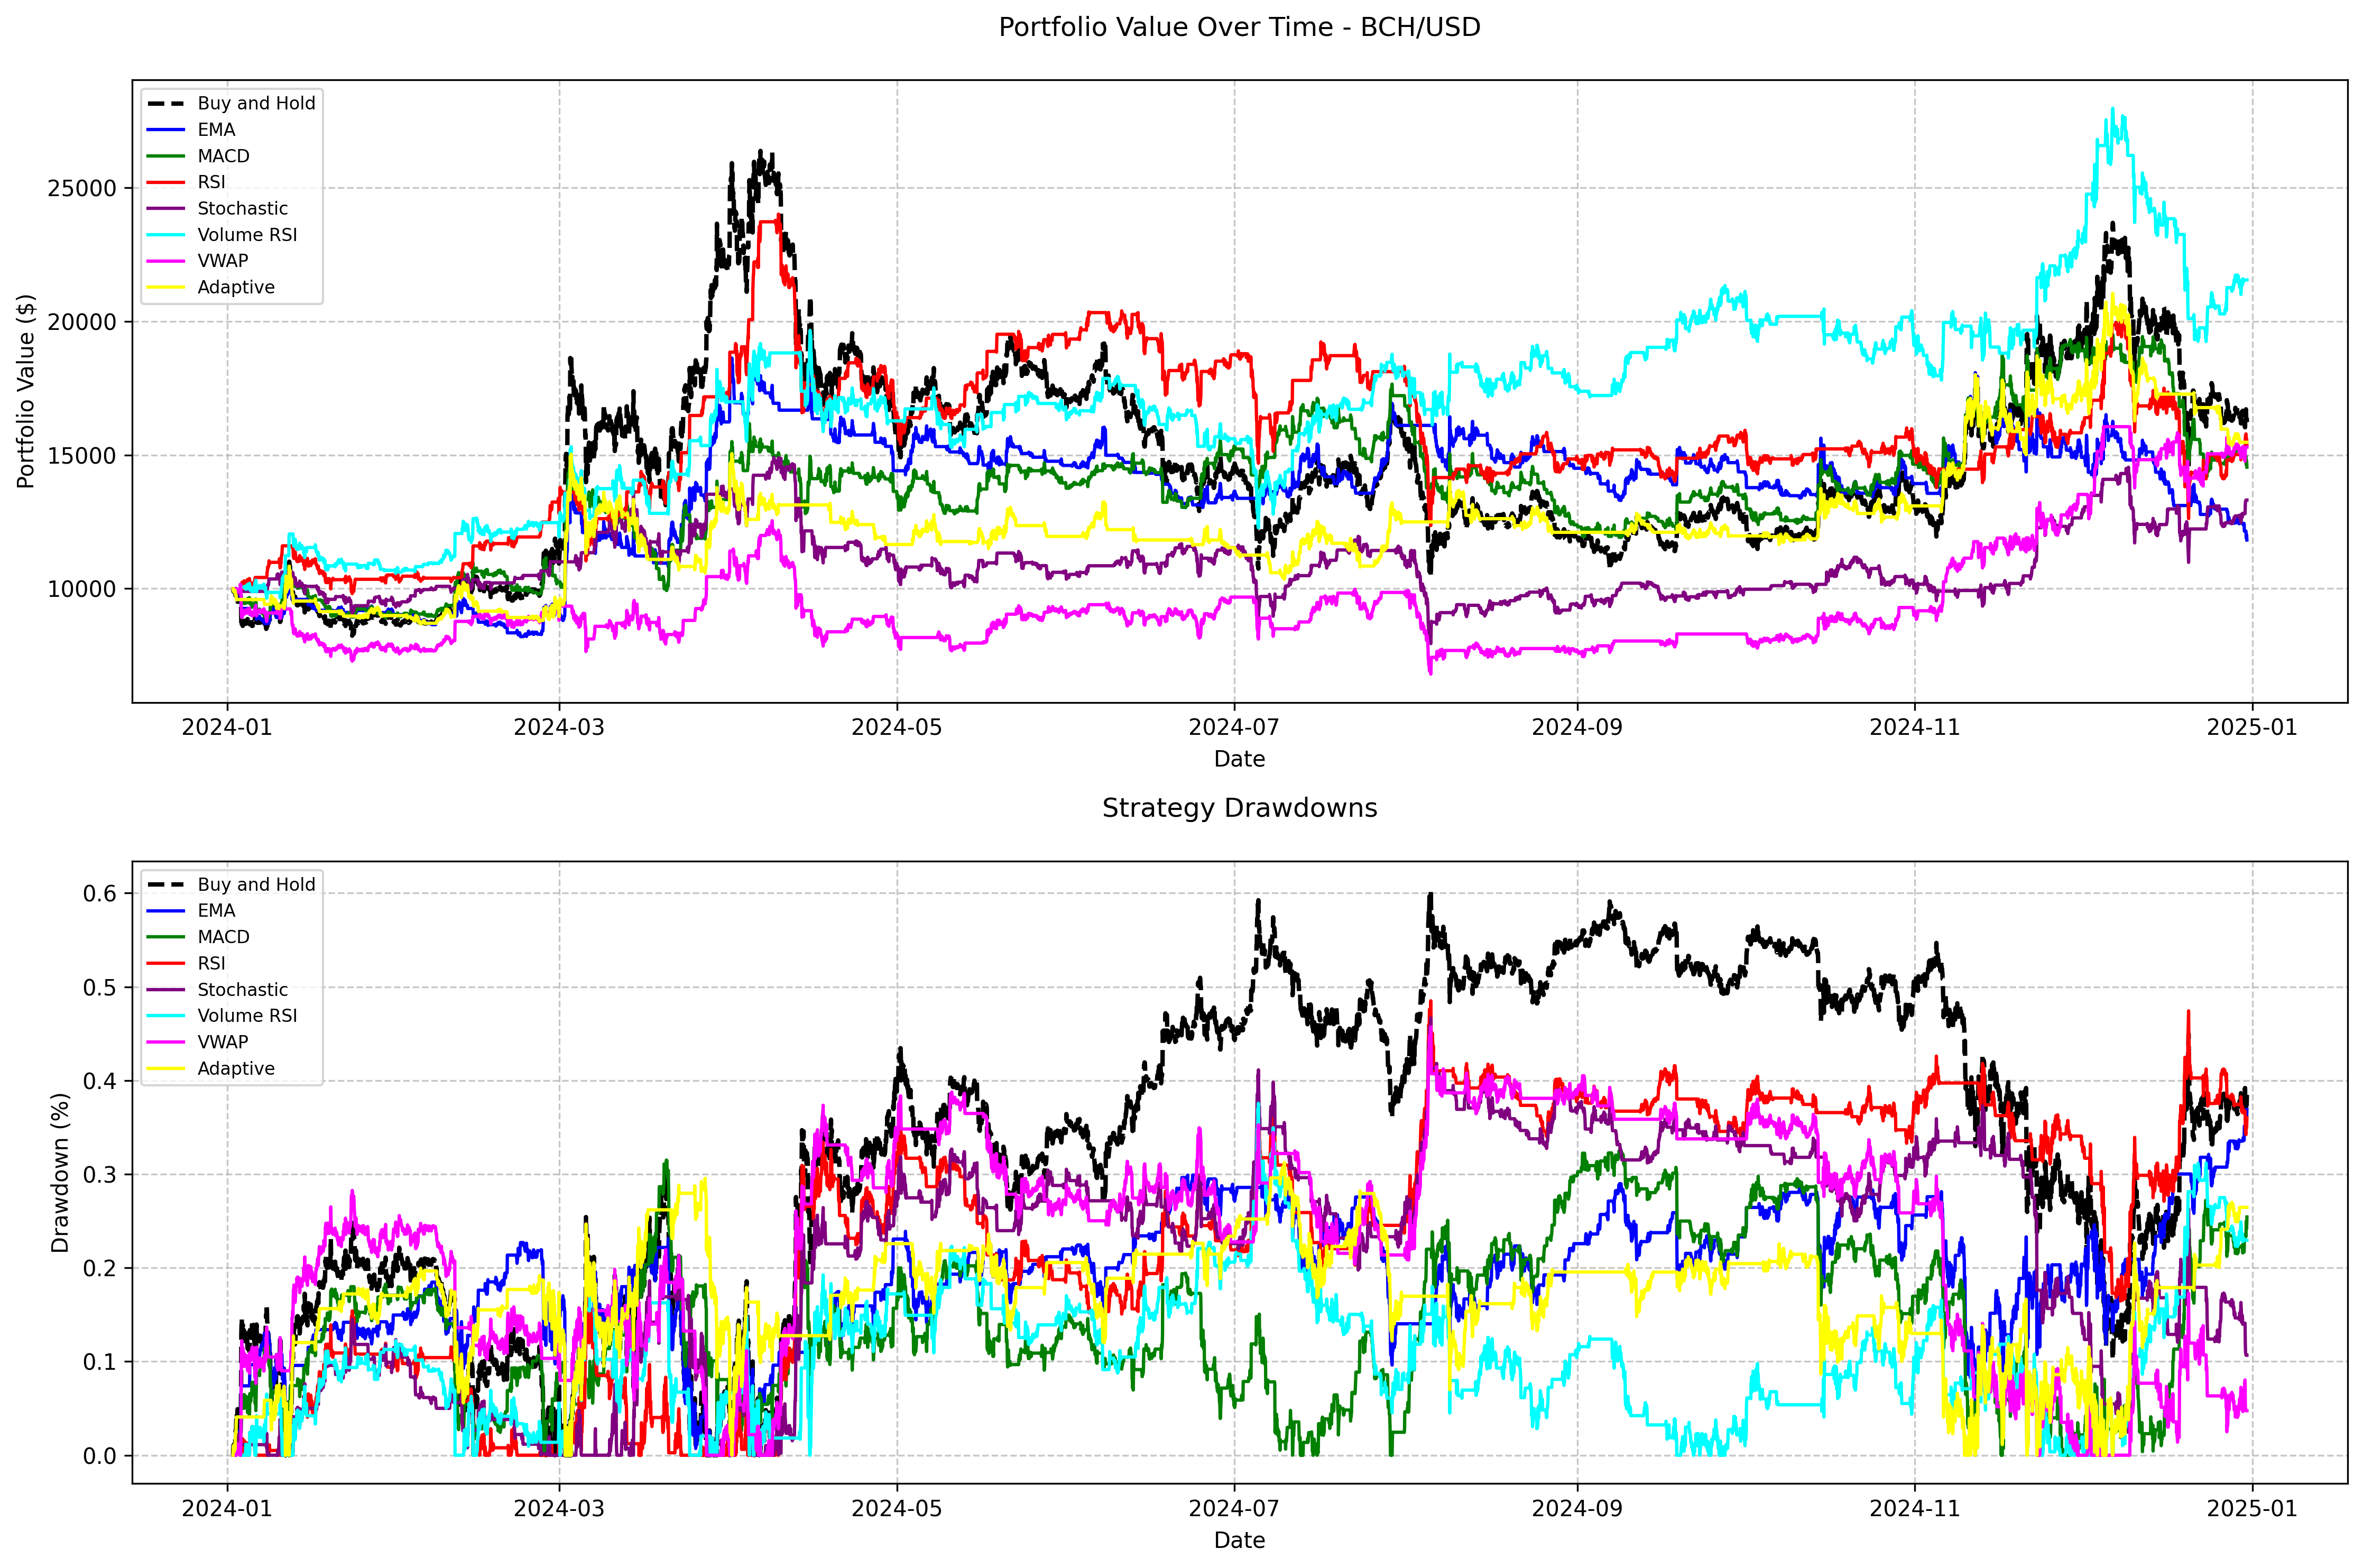 Portfolio Value Over Time - BCH/USD
Portfolio Value ($)
25000
20000
15000
10000
Buy and Hold
EMA
MACD
RSI
Stochastic
Volume RSI
VWAP
Adaptive
2024-01
2024-03
2024-05
2024-07
2024-09
2024-11
2025-01
Date
Strategy Drawdowns
Drawdown (%)
0.6
0.5
0.4
0.3
0.2
0.1
0.0
Buy and Hold
EMA
MACD
RSI
Stochastic
Volume RSI
VWAP
Adaptive
2024-01
2024-03
2024-05
2024-07
2024-09
2024-11
2025-01
Date